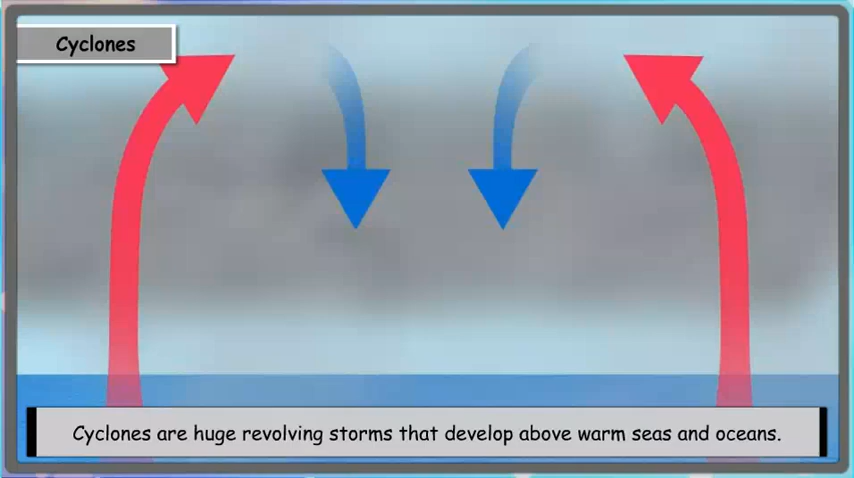 Cyclones
Cyclones are huge revolving storms that develop above warm seas and oceans.